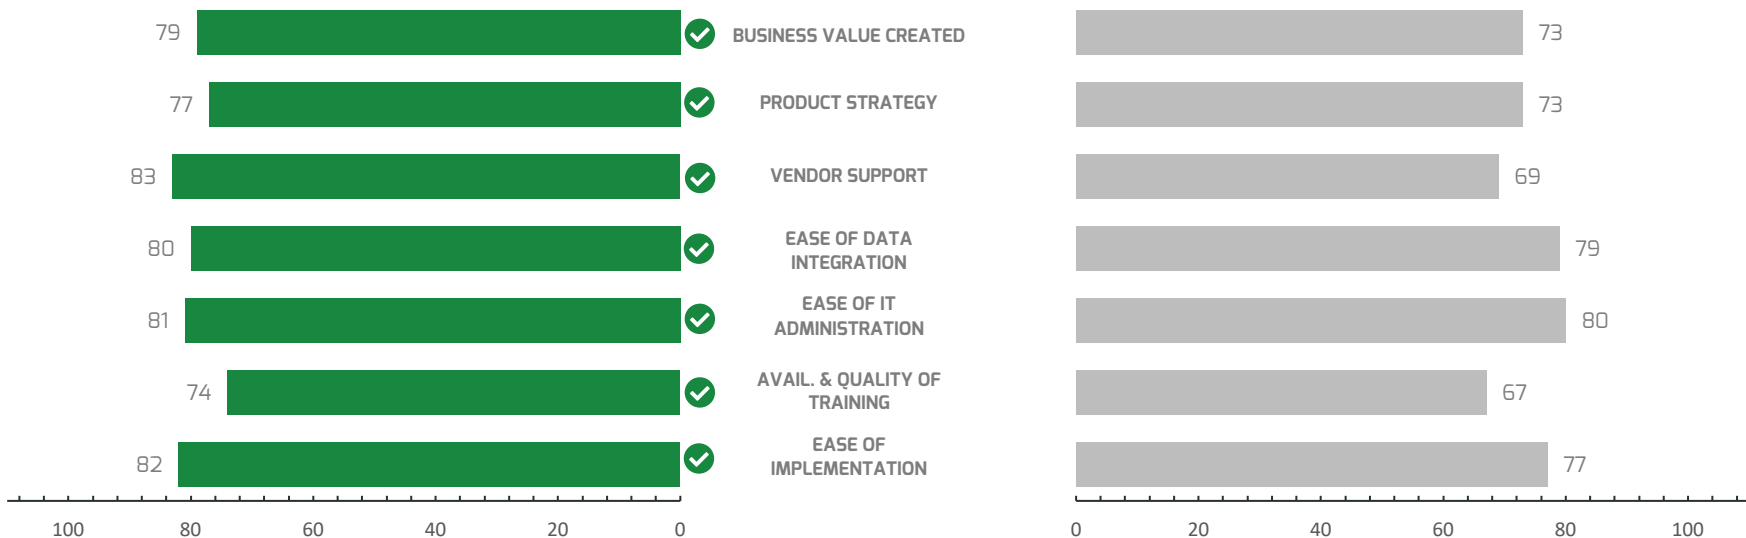 79
BUSINESS VALUE CREATED
73
77
PRODUCT STRATEGY
73
83
VENDOR SUPPORT
69
80
EASE OF DATA
INTEGRATION
79
81
EASE OF IT
ADMINISTRATION
80
74
AVAIL. & QUALITY OF
TRAINING
67
82
EASE OF
IMPLEMENTATION
77
100 80 60 40 20 0
0 20 40 60 80 100